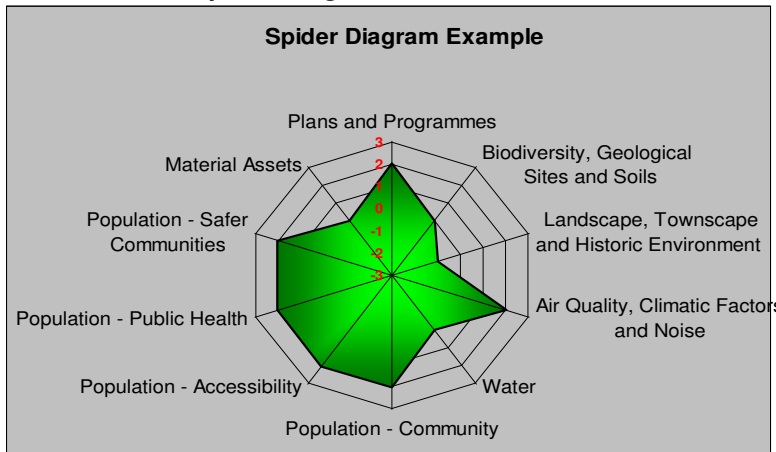 Spider Diagram Example
Plans and Programmes
Biodiversity, Geological
Sites and Soils
Landscape, Townscape
and Historic Environment
Air Quality, Climatic Factors
and Noise
Water
Population - Community
Population - Accessibility
Population - Public Health
Population - Safer
Communities
Material Assets
3
2
1
0
-1
-2
-3